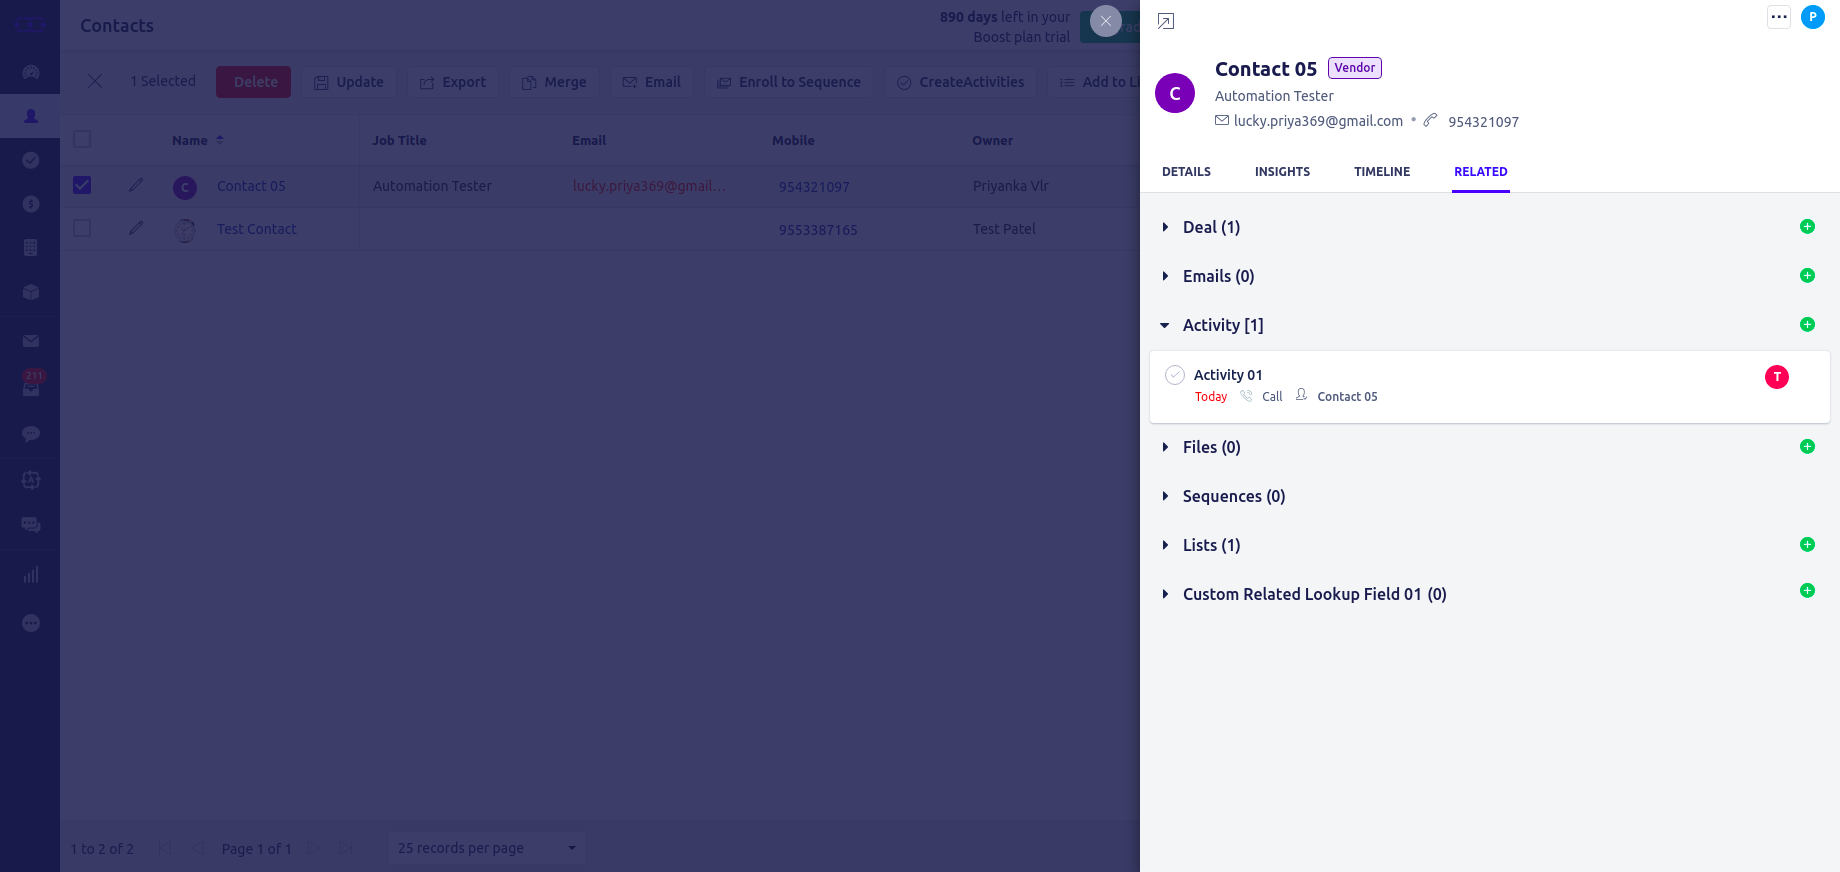 Contacts
890 days left in your
Boost plan trial
1 Selected
Delete
Update
Export
Merge
Email
Enroll to Sequence
CreateActivities
Name
Job Title
Email
Mobile
Owner
C
Contact 05
Automation Tester
lucky.priya369@gmail...
954321097
Priyanka Vlr
Test Contact
9553387165
Test Patel
211
1 to 2 of 2
Page 1 of 1
25 records per page
P
C
Contact 05
Vendor
Automation Tester
lucky.priya369@gmail.com • 954321097
DETAILS
INSIGHTS
TIMELINE
RELATED
Deal (1)
Emails (0)
Activity [1]
Activity 01
Today
Call
Contact 05
T
Files (0)
Sequences (0)
Lists (1)
Custom Related Lookup Field 01 (0)